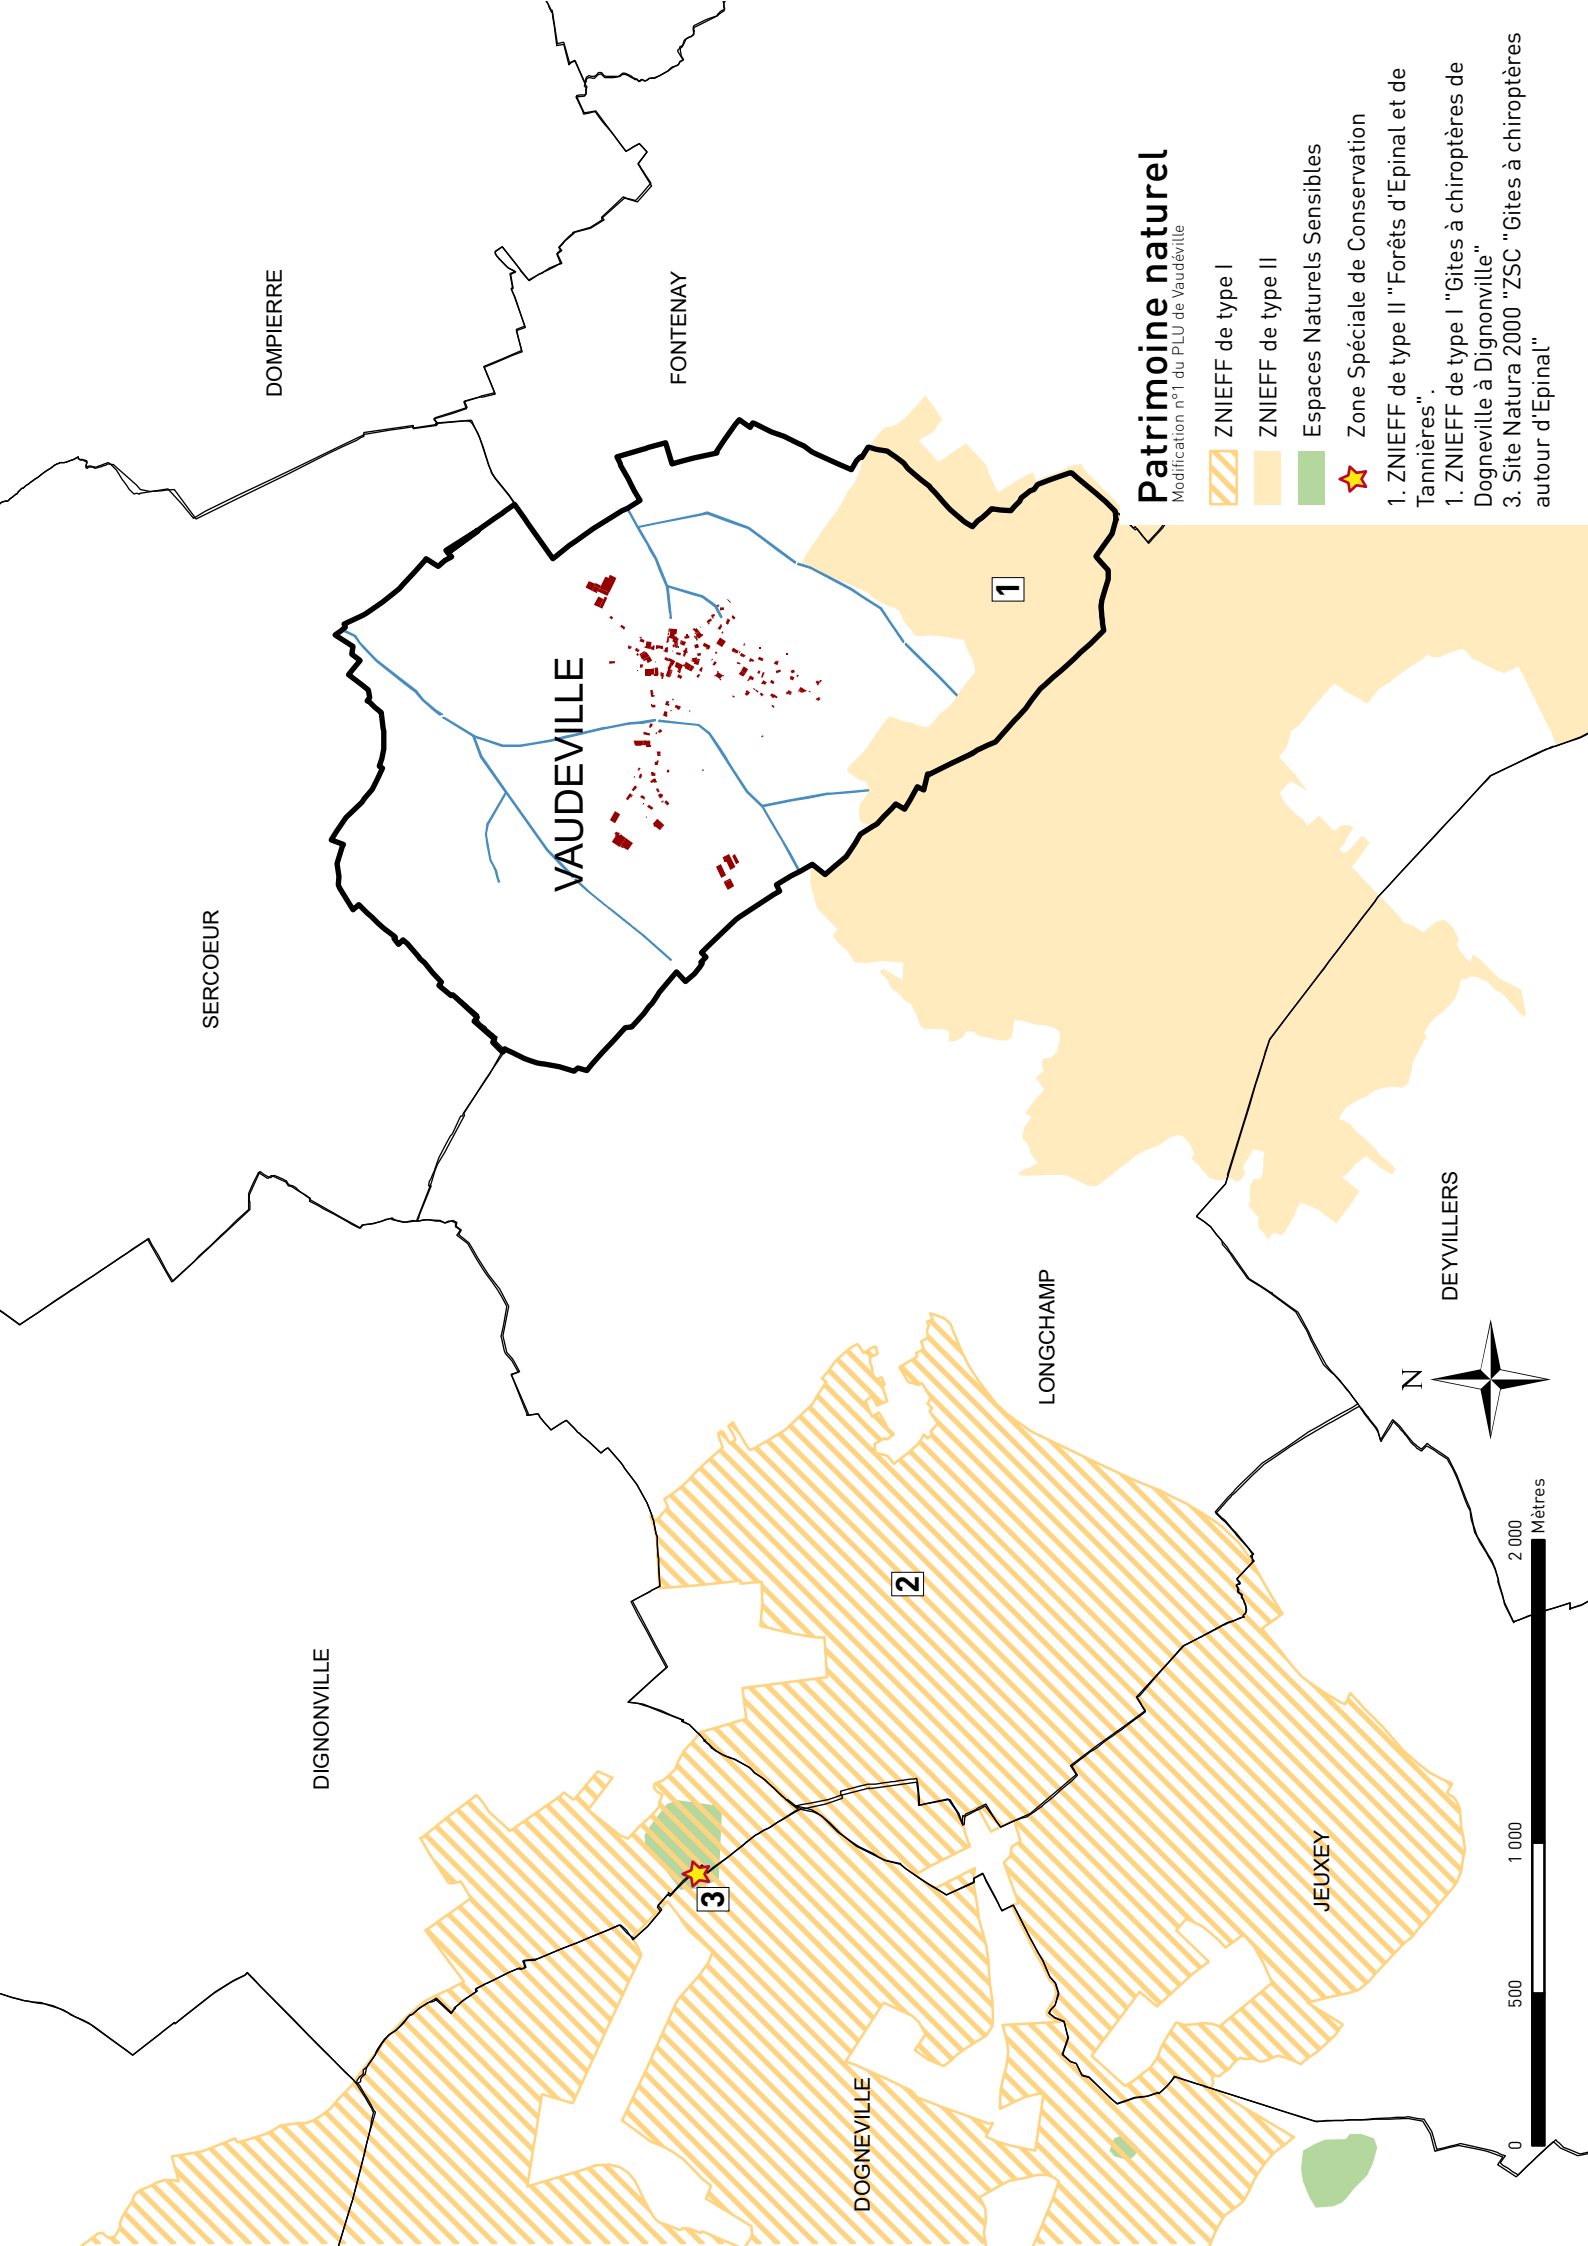 DOMPIERRE
SERCOEUR
FONTENAY
VAUDEVILLE
DIGNONVILLE
LONGCHAMP
DOGNEVILLE
JEUXEY
DEYVILLERS
1
2
3
N
0 500 1 000 2 000
Mètres
Patrimoine naturel
Modification n°1 du PLU de Vaudéville
ZNIEFF de type I
ZNIEFF de type II
Espaces Naturels Sensibles
Zone Spéciale de Conservation
1. ZNIEFF de type II "Forêts d'Epinal et de
Tannières".
1. ZNIEFF de type I "Gites à chiroptères de
Dogneville à Dignonville"
3. Site Natura 2000 "ZSC "Gites à chiroptères
autour d'Epinal"